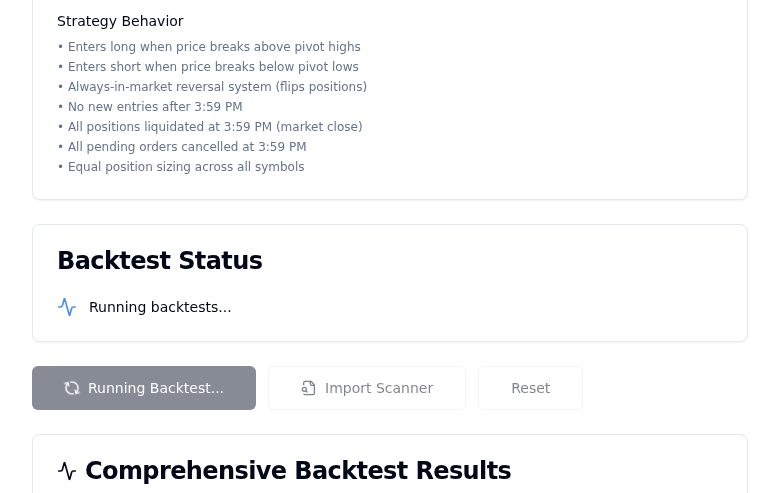 Strategy Behavior
• Enters long when price breaks above pivot highs
• Enters short when price breaks below pivot lows
• Always-in-market reversal system (flips positions)
• No new entries after 3:59 PM
• All positions liquidated at 3:59 PM (market close)
• All pending orders cancelled at 3:59 PM
• Equal position sizing across all symbols
Backtest Status
Running backtests...
Running Backtest...
Import Scanner
Reset
Comprehensive Backtest Results